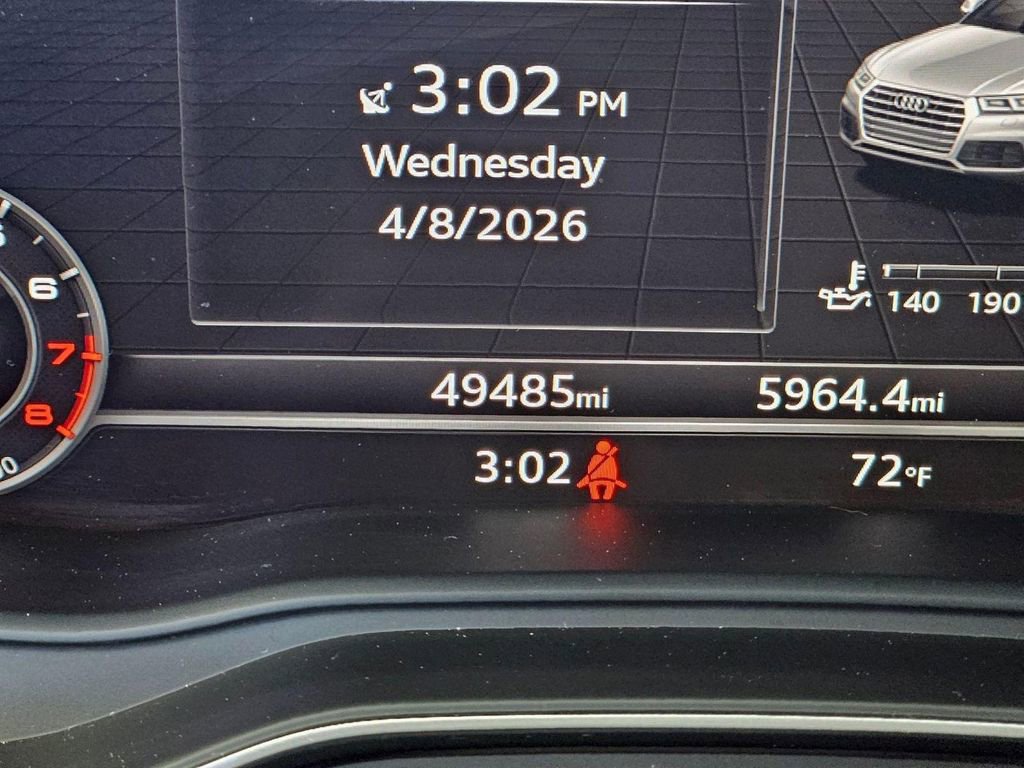 3:02 PM
Wednesday
4/8/2026
6
7
8
140 190
49485mi 5964.4mi
3:02 72°F